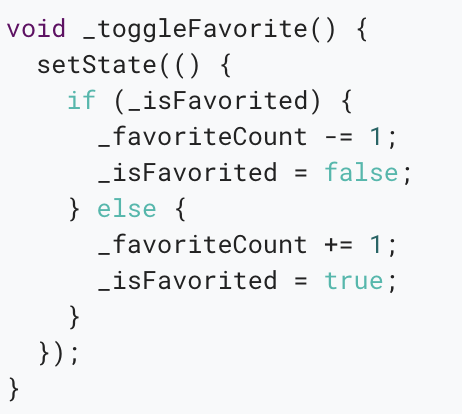 void _toggleFavorite() {
  setState(() {
    if (_isFavorited) {
      _favoriteCount -= 1;
      _isFavorited = false;
    } else {
      _favoriteCount += 1;
      _isFavorited = true;
    }
  });
}